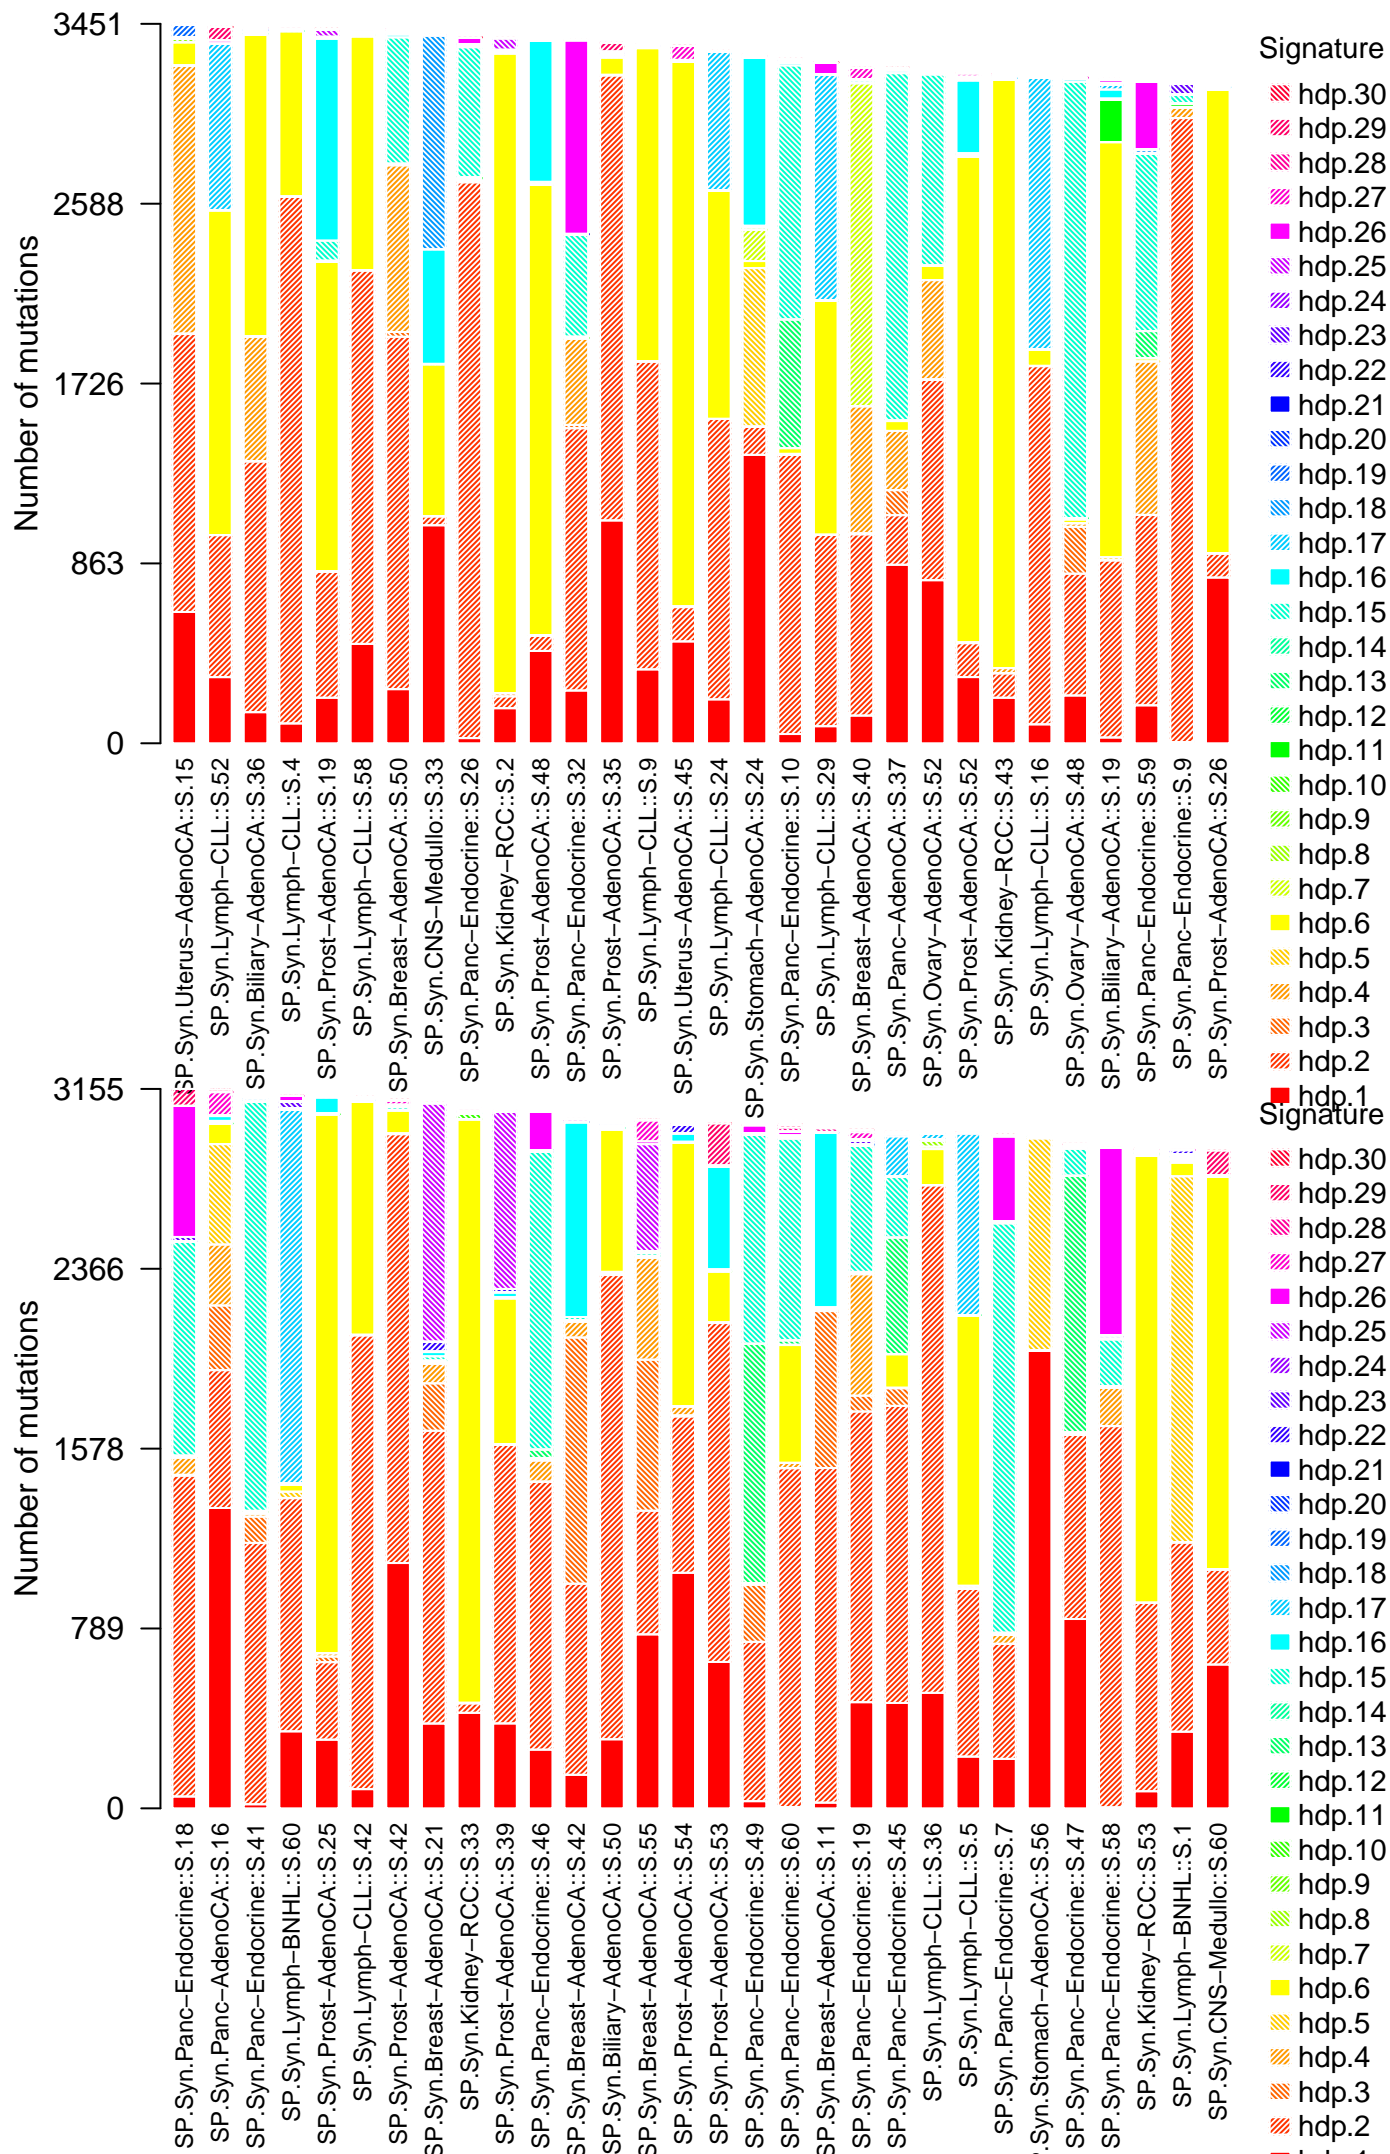 3451
2588
1726
863
0
Number of mutations
SP.Syn.Uterus−AdenoCA::S.15
SP.Syn.Lymph−CLL::S.52
SP.Syn.Biliary−AdenoCA::S.36
SP.Syn.Lymph−CLL::S.4
SP.Syn.Prost−AdenoCA::S.19
SP.Syn.Lymph−CLL::S.58
SP.Syn.Breast−AdenoCA::S.50
SP.Syn.CNS−Medullo::S.33
SP.Syn.Panc−Endocrine::S.26
SP.Syn.Kidney−RCC::S.2
SP.Syn.Prost−AdenoCA::S.48
SP.Syn.Panc−Endocrine::S.32
SP.Syn.Prost−AdenoCA::S.35
SP.Syn.Lymph−CLL::S.9
SP.Syn.Uterus−AdenoCA::S.45
SP.Syn.Lymph−CLL::S.24
SP.Syn.Stomach−AdenoCA::S.24
SP.Syn.Panc−Endocrine::S.10
SP.Syn.Lymph−CLL::S.29
SP.Syn.Breast−AdenoCA::S.40
SP.Syn.Panc−AdenoCA::S.37
SP.Syn.Ovary−AdenoCA::S.52
SP.Syn.Prost−AdenoCA::S.52
SP.Syn.Kidney−RCC::S.43
SP.Syn.Lymph−CLL::S.16
SP.Syn.Ovary−AdenoCA::S.48
SP.Syn.Biliary−AdenoCA::S.19
SP.Syn.Panc−Endocrine::S.59
SP.Syn.Panc−Endocrine::S.9
SP.Syn.Prost−AdenoCA::S.26
Signature
hdp.30
hdp.29
hdp.28
hdp.27
hdp.26
hdp.25
hdp.24
hdp.23
hdp.22
hdp.21
hdp.20
hdp.19
hdp.18
hdp.17
hdp.16
hdp.15
hdp.14
hdp.13
hdp.12
hdp.11
hdp.10
hdp.9
hdp.8
hdp.7
hdp.6
hdp.5
hdp.4
hdp.3
hdp.2
hdp.1
3155
2366
1578
789
0
Number of mutations
SP.Syn.Panc−Endocrine::S.18
SP.Syn.Panc−AdenoCA::S.16
SP.Syn.Panc−Endocrine::S.41
SP.Syn.Lymph−BNHL::S.60
SP.Syn.Prost−AdenoCA::S.25
SP.Syn.Lymph−CLL::S.42
SP.Syn.Prost−AdenoCA::S.42
SP.Syn.Breast−AdenoCA::S.21
SP.Syn.Kidney−RCC::S.33
SP.Syn.Prost−AdenoCA::S.39
SP.Syn.Panc−Endocrine::S.46
SP.Syn.Breast−AdenoCA::S.42
SP.Syn.Biliary−AdenoCA::S.50
SP.Syn.Breast−AdenoCA::S.55
SP.Syn.Prost−AdenoCA::S.54
SP.Syn.Prost−AdenoCA::S.53
SP.Syn.Panc−Endocrine::S.49
SP.Syn.Panc−Endocrine::S.60
SP.Syn.Breast−AdenoCA::S.11
SP.Syn.Panc−Endocrine::S.19
SP.Syn.Panc−Endocrine::S.45
SP.Syn.Lymph−CLL::S.36
SP.Syn.Lymph−CLL::S.5
SP.Syn.Panc−Endocrine::S.7
.Syn.Stomach−AdenoCA::S.56
SP.Syn.Panc−Endocrine::S.47
SP.Syn.Panc−Endocrine::S.58
SP.Syn.Kidney−RCC::S.53
SP.Syn.Lymph−BNHL::S.1
SP.Syn.CNS−Medullo::S.60
Signature
hdp.30
hdp.29
hdp.28
hdp.27
hdp.26
hdp.25
hdp.24
hdp.23
hdp.22
hdp.21
hdp.20
hdp.19
hdp.18
hdp.17
hdp.16
hdp.15
hdp.14
hdp.13
hdp.12
hdp.11
hdp.10
hdp.9
hdp.8
hdp.7
hdp.6
hdp.5
hdp.4
hdp.3
hdp.2